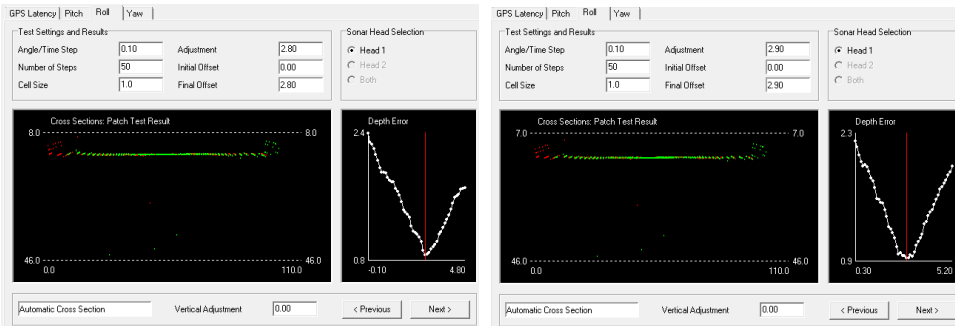 GPS Latency Pitch Roll Yaw
Test Settings and Results
Sonar Head Selection
Angle/Time Step 0.10 Adjustment 2.80
Head 1
Number of Steps 50 Initial Offset 0.00
Head 2
Cell Size 1.0 Final Offset 2.80
Both
Cross Sections: Patch Test Result
8.0 8.0
46.0 46.0
0.0 110.0
Depth Error
2.4
0.8
-0.10 4.80
Automatic Cross Section Vertical Adjustment 0.00 < Previous Next >
GPS Latency Pitch Roll Yaw
Test Settings and Results
Sonar Head Selection
Angle/Time Step 0.10 Adjustment 2.90
Head 1
Number of Steps 50 Initial Offset 0.00
Head 2
Cell Size 1.0 Final Offset 2.90
Both
Cross Sections: Patch Test Result
7.0 7.0
46.0 46.0
0.0 110.0
Depth Error
2.3
0.9
0.30 5.20
Automatic Cross Section Vertical Adjustment 0.00 < Previous Next >